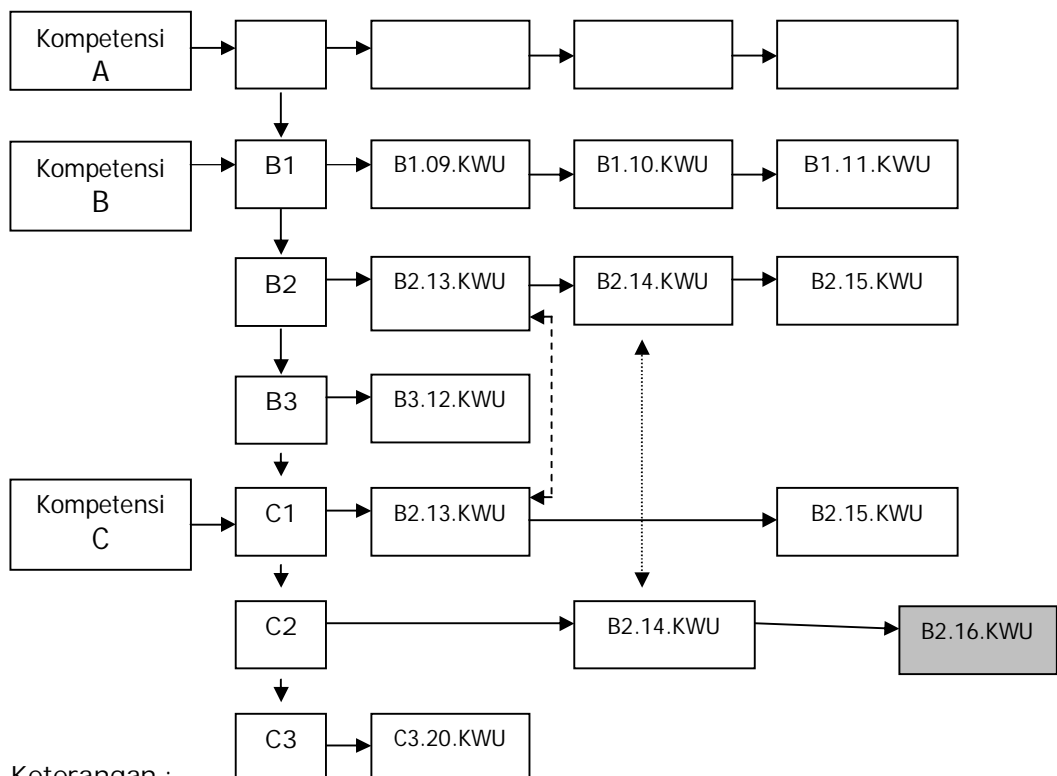 Kompetensi
A
Kompetensi
B
B1
B1.09.KWU
B1.10.KWU
B1.11.KWU
B2
B2.13.KWU
B2.14.KWU
B2.15.KWU
B3
B3.12.KWU
Kompetensi
C
C1
B2.13.KWU
B2.15.KWU
C2
B2.14.KWU
B2.16.KWU
C3
C3.20.KWU
Keterangan :